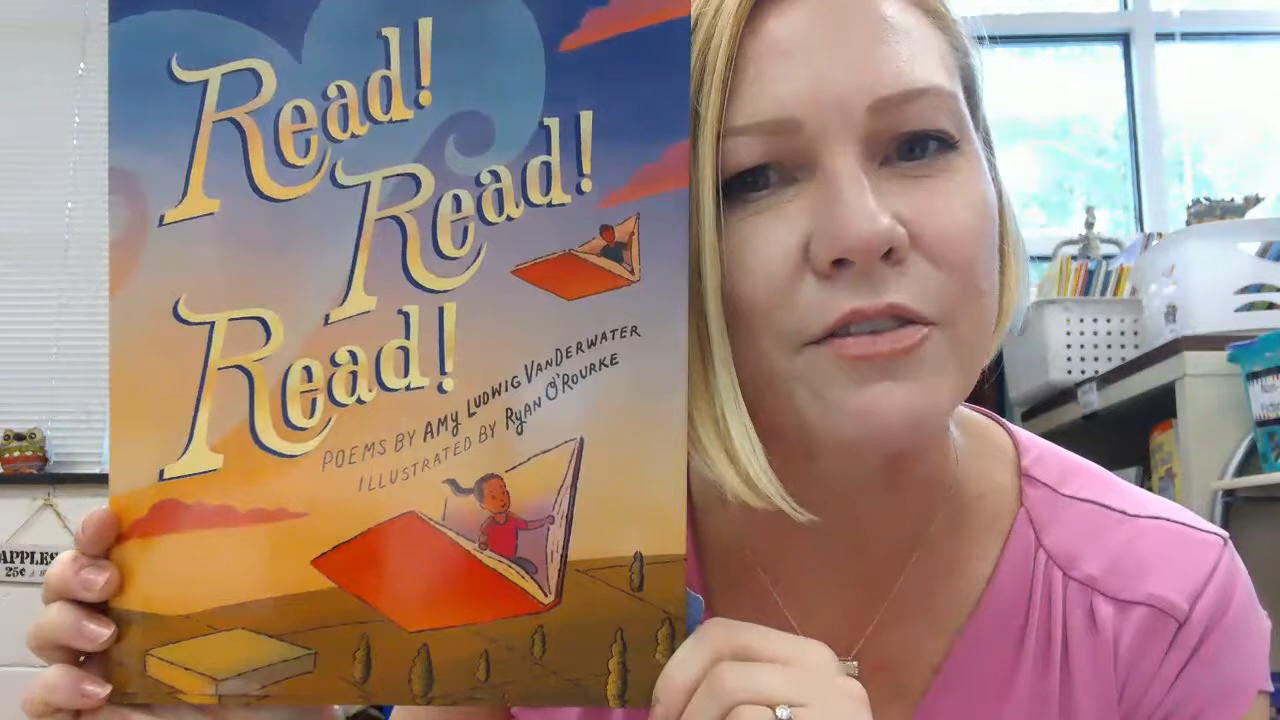 Read!
Read!
Read!
POEMS BY AMY LUDWIG VANDERWATER
ILLUSTRATED BY RYAN O'ROURKE
APPLES
25¢